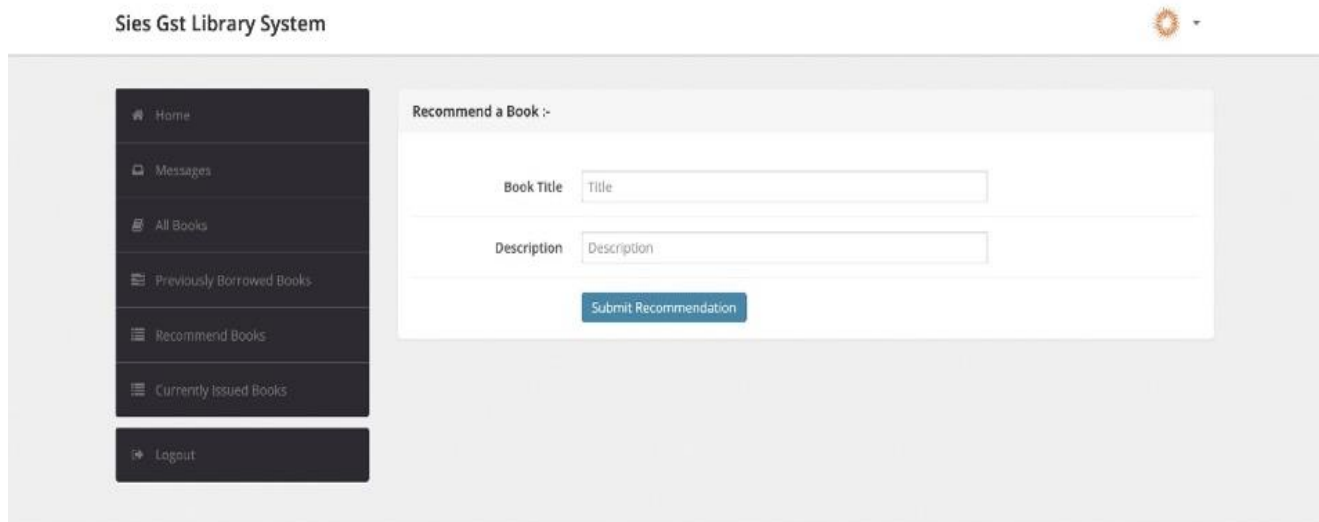 Sies Gst Library System
Home
Messages
All Books
Previously Borrowed Books
Recommend Books
Currently Issued Books
Logout
Recommend a Book :-
Book Title
Title
Description
Description
Submit Recommendation